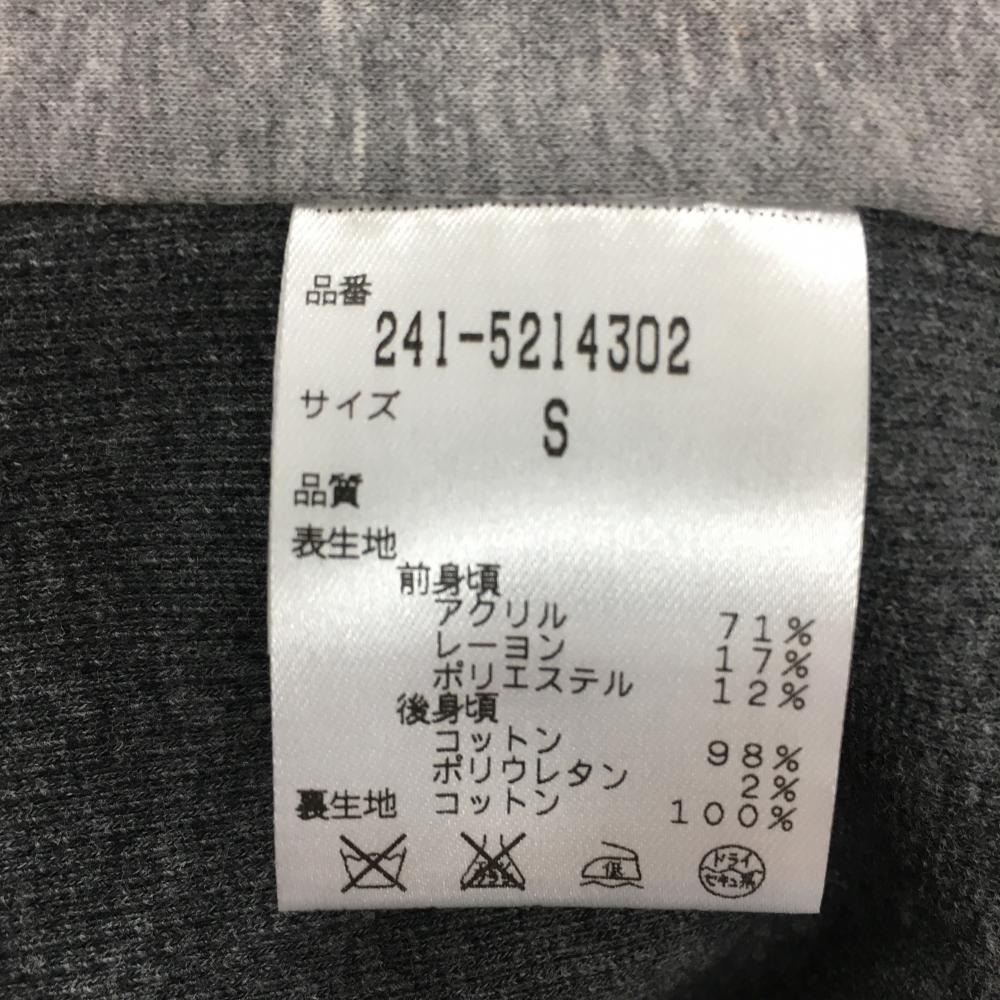 品番
241-5214302
サイズ S
品質
表生地
前身頃
アクリル 71%
レーヨン 17%
ポリエステル 12%
後身頃
コットン 98%
ポリウレタン 2%
裏生地 コットン 100%
低 ドライ
セキユ系